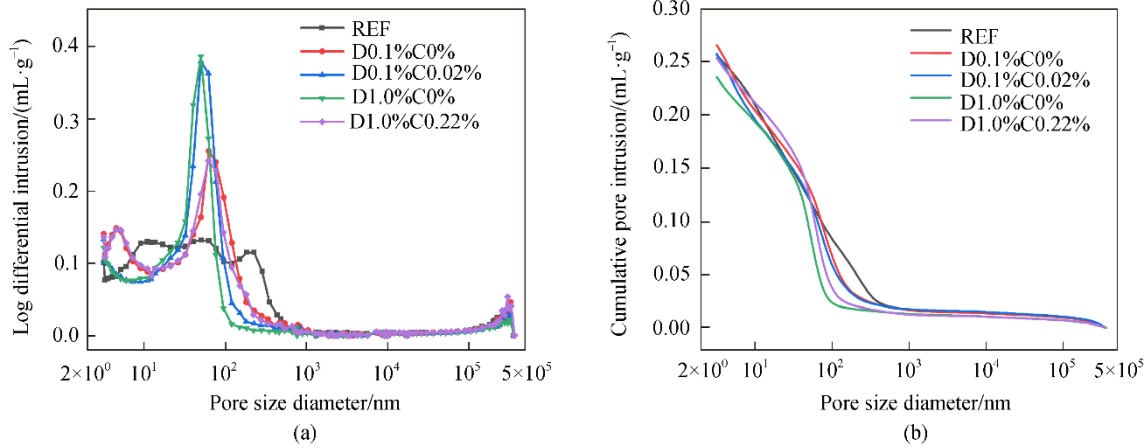 Log differential intrusion/(mL·g⁻¹)
0.4
0.3
0.2
0.1
0.0
REF
D0.1%C0%
D0.1%C0.02%
D1.0%C0%
D1.0%C0.22%
2×10⁰ 10¹ 10² 10³ 10⁴ 10⁵ 5×10⁵
Pore size diameter/nm
(a)
Cumulative pore intrusion/(mL·g⁻¹)
0.30
0.25
0.20
0.15
0.10
0.05
0.00
REF
D0.1%C0%
D0.1%C0.02%
D1.0%C0%
D1.0%C0.22%
2×10⁰ 10¹ 10² 10³ 10⁴ 10⁵ 5×10⁵
Pore size diameter/nm
(b)